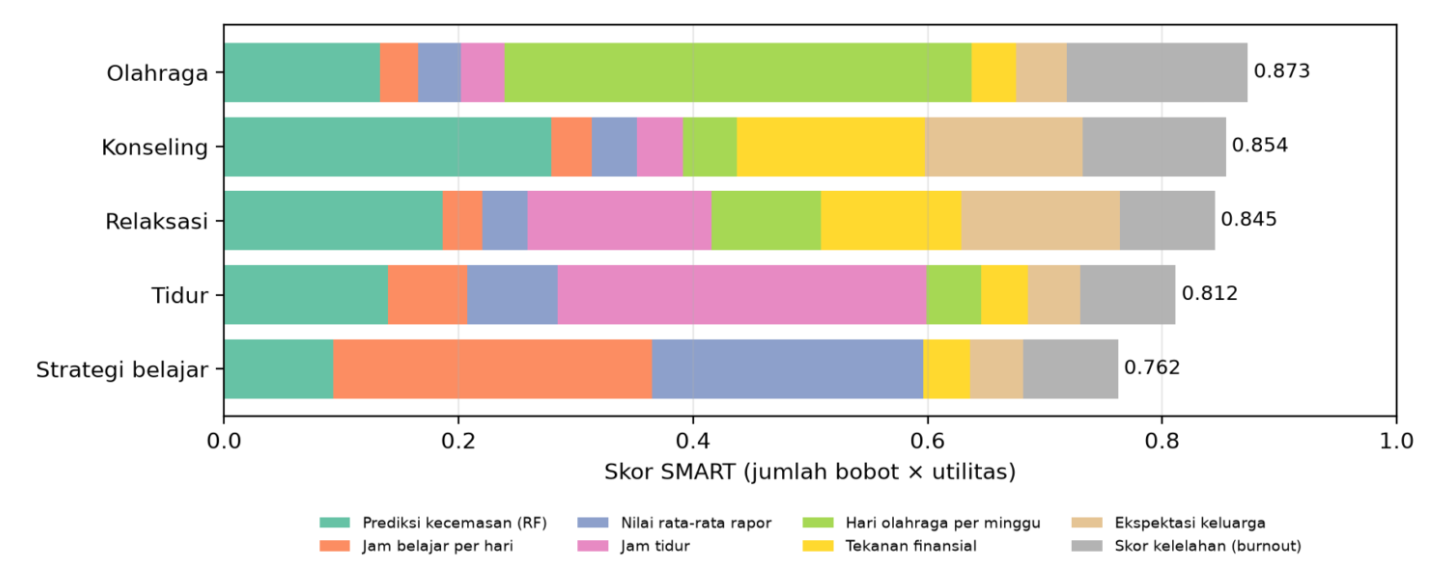 Olahraga 0.873
Konseling 0.854
Relaksasi 0.845
Tidur 0.812
Strategi belajar 0.762
0.0 0.2 0.4 0.6 0.8 1.0
Skor SMART (jumlah bobot × utilitas)
Prediksi kecemasan (RF) Nilai rata-rata rapor Hari olahraga per minggu Ekspektasi keluarga
Jam belajar per hari Jam tidur Tekanan finansial Skor kelelahan (burnout)